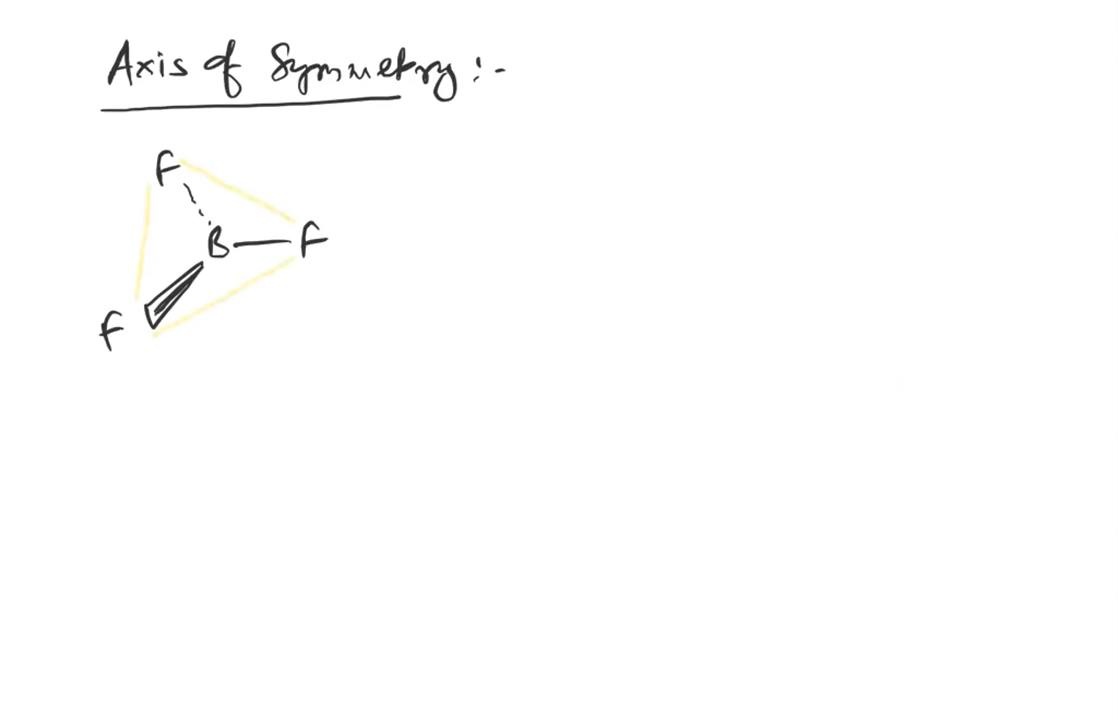 Axis of Symmetry :-
F
B — F
F